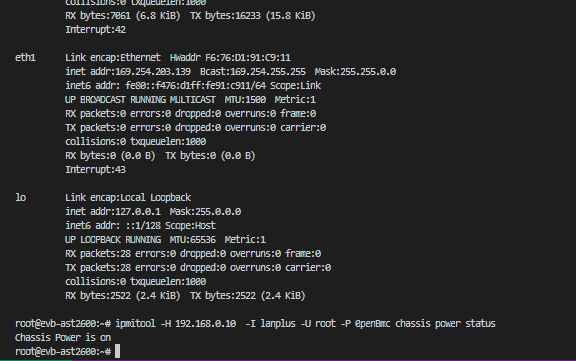 collisions:0 txqueuelen:1000
RX bytes:7061 (6.8 KiB)  TX bytes:16233 (15.8 KiB)
Interrupt:42
eth1      Link encap:Ethernet  HWaddr F6:76:D1:91:C9:11
inet addr:169.254.203.139  Bcast:169.254.255.255  Mask:255.255.0.0
inet6 addr: fe80::f476:d1ff:fe91:c911/64 Scope:Link
UP BROADCAST RUNNING MULTICAST  MTU:1500  Metric:1
RX packets:0 errors:0 dropped:0 overruns:0 frame:0
TX packets:0 errors:0 dropped:0 overruns:0 carrier:0
collisions:0 txqueuelen:1000
RX bytes:0 (0.0 B)  TX bytes:0 (0.0 B)
Interrupt:43
lo        Link encap:Local Loopback
inet addr:127.0.0.1  Mask:255.0.0.0
inet6 addr: ::1/128 Scope:Host
UP LOOPBACK RUNNING  MTU:65536  Metric:1
RX packets:28 errors:0 dropped:0 overruns:0 frame:0
TX packets:28 errors:0 dropped:0 overruns:0 carrier:0
collisions:0 txqueuelen:1000
RX bytes:2522 (2.4 KiB)  TX bytes:2522 (2.4 KiB)
root@evb-ast2600:~# ipmitool -H 192.168.0.10  -I lanplus -U root -P 0penBmc chassis power status
Chassis Power is on
root@evb-ast2600:~#